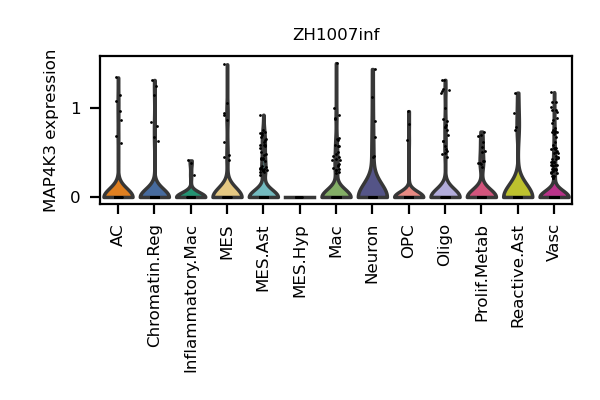 ZH1007inf
MAP4K3 expression
1
0
AC
Chromatin.Reg
Inflammatory.Mac
MES
MES.Ast
MES.Hyp
Mac
Neuron
OPC
Oligo
Prolif.Metab
Reactive.Ast
Vasc